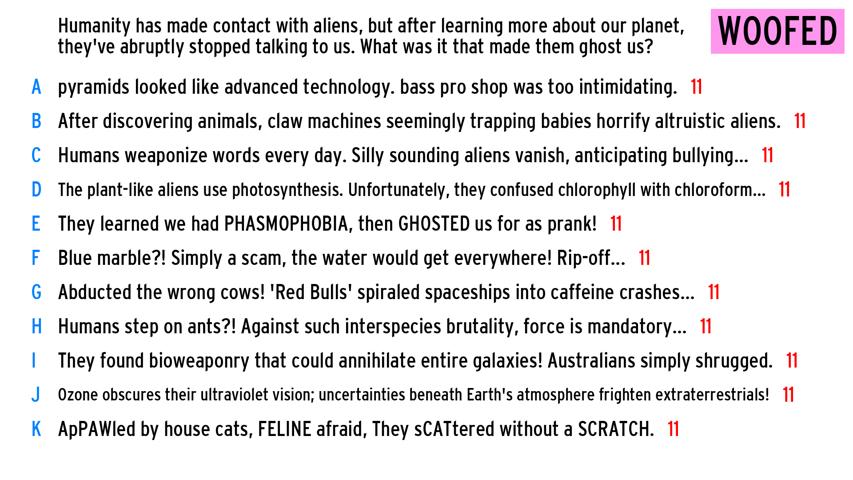 Humanity has made contact with aliens, but after learning more about our planet,
they've abruptly stopped talking to us. What was it that made them ghost us?
WOOFED
A pyramids looked like advanced technology. bass pro shop was too intimidating. 11
B After discovering animals, claw machines seemingly trapping babies horrify altruistic aliens. 11
C Humans weaponize words every day. Silly sounding aliens vanish, anticipating bullying... 11
D The plant-like aliens use photosynthesis. Unfortunately, they confused chlorophyll with chloroform... 11
E They learned we had PHASMOPHOBIA, then GHOSTED us for as prank! 11
F Blue marble?! Simply a scam, the water would get everywhere! Rip-off... 11
G Abducted the wrong cows! 'Red Bulls' spiraled spaceships into caffeine crashes... 11
H Humans step on ants?! Against such interspecies brutality, force is mandatory... 11
I They found bioweaponry that could annihilate entire galaxies! Australians simply shrugged. 11
J Ozone obscures their ultraviolet vision; uncertainties beneath Earth's atmosphere frighten extraterrestrials! 11
K ApPAWled by house cats, FELINE afraid, They sCATtered without a SCRATCH. 11